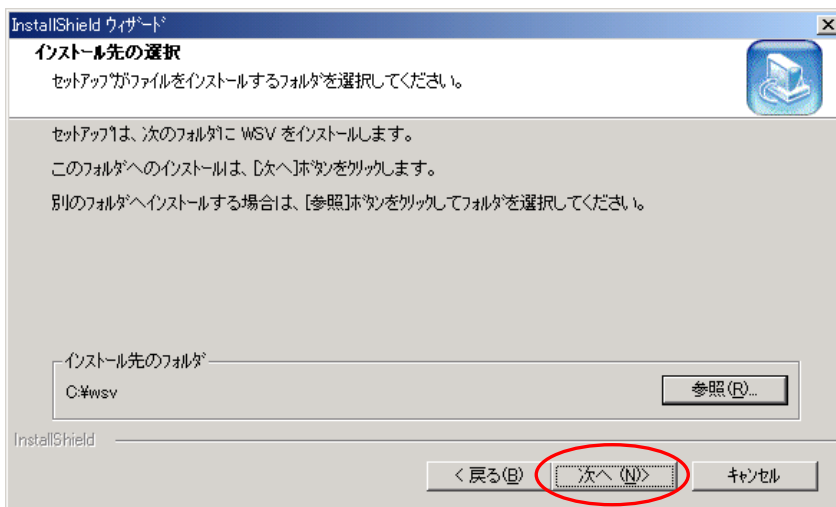 InstallShield ウィザード
インストール先の選択
セットアップがファイルをインストールするフォルダを選択してください。
セットアップは、次のフォルダに WSV をインストールします。
このフォルダへのインストールは、[次へ]ボタンをクリックします。
別のフォルダへインストールする場合は、[参照]ボタンをクリックしてフォルダを選択してください。
インストール先のフォルダ
C:¥wsv
参照(R)...
InstallShield
< 戻る(B)
次へ (N)>
キャンセル